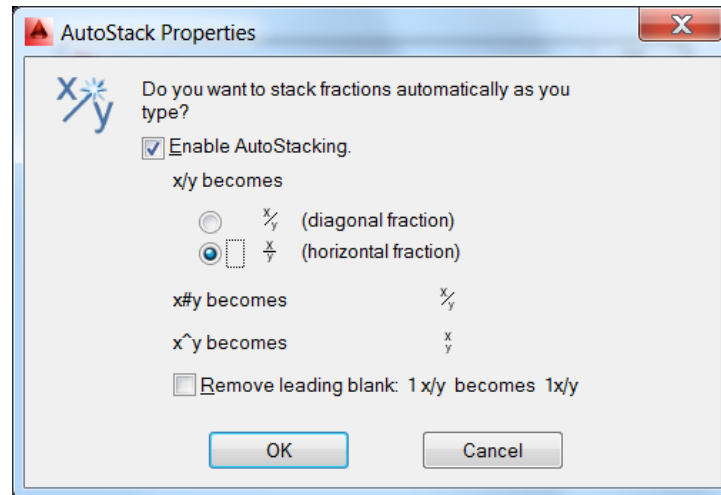 AutoStack Properties
X
x/y
Do you want to stack fractions automatically as you
type?
Enable AutoStacking.
x/y becomes
x/y (diagonal fraction)
x/y (horizontal fraction)
x#y becomes x/y
x^y becomes x y
Remove leading blank: 1 x/y becomes 1x/y
OK Cancel